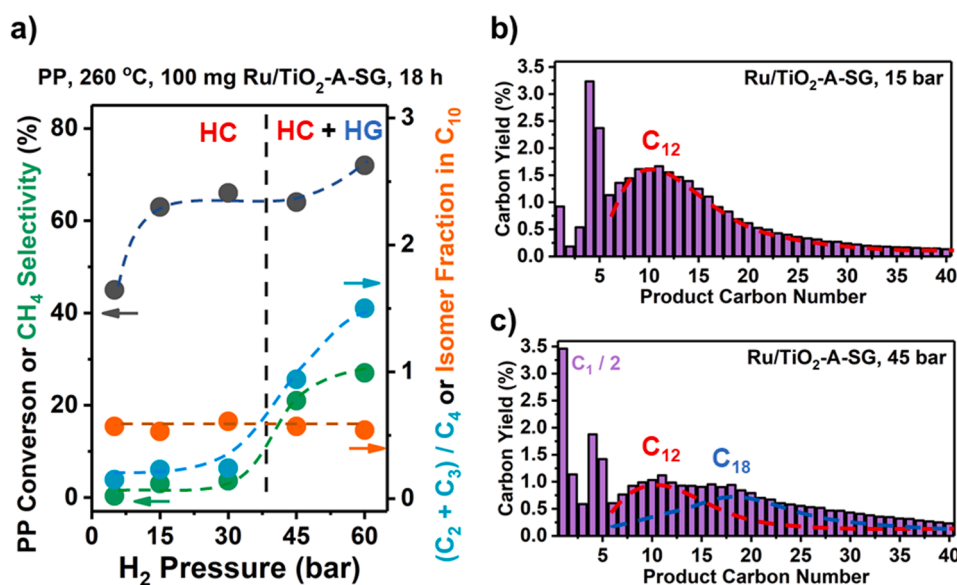 a)
PP, 260 °C, 100 mg Ru/TiO₂-A-SG, 18 h
HC
HC + HG
PP Converson or CH₄ Selectivity (%)
80
60
40
20
0
3
2
1
0
(C₂ + C₃) / C₄ or Isomer Fraction in C₁₀
0
15
30
45
60
H₂ Pressure (bar)
b)
Ru/TiO₂-A-SG, 15 bar
C₁₂
Carbon Yield (%)
3.5
3.0
2.5
2.0
1.5
1.0
0.5
0.0
5
10
15
20
25
30
35
40
Product Carbon Number
c)
C₁ / 2
Ru/TiO₂-A-SG, 45 bar
C₁₂
C₁₈
Carbon Yield (%)
3.5
3.0
2.5
2.0
1.5
1.0
0.5
0.0
5
10
15
20
25
30
35
40
Product Carbon Number